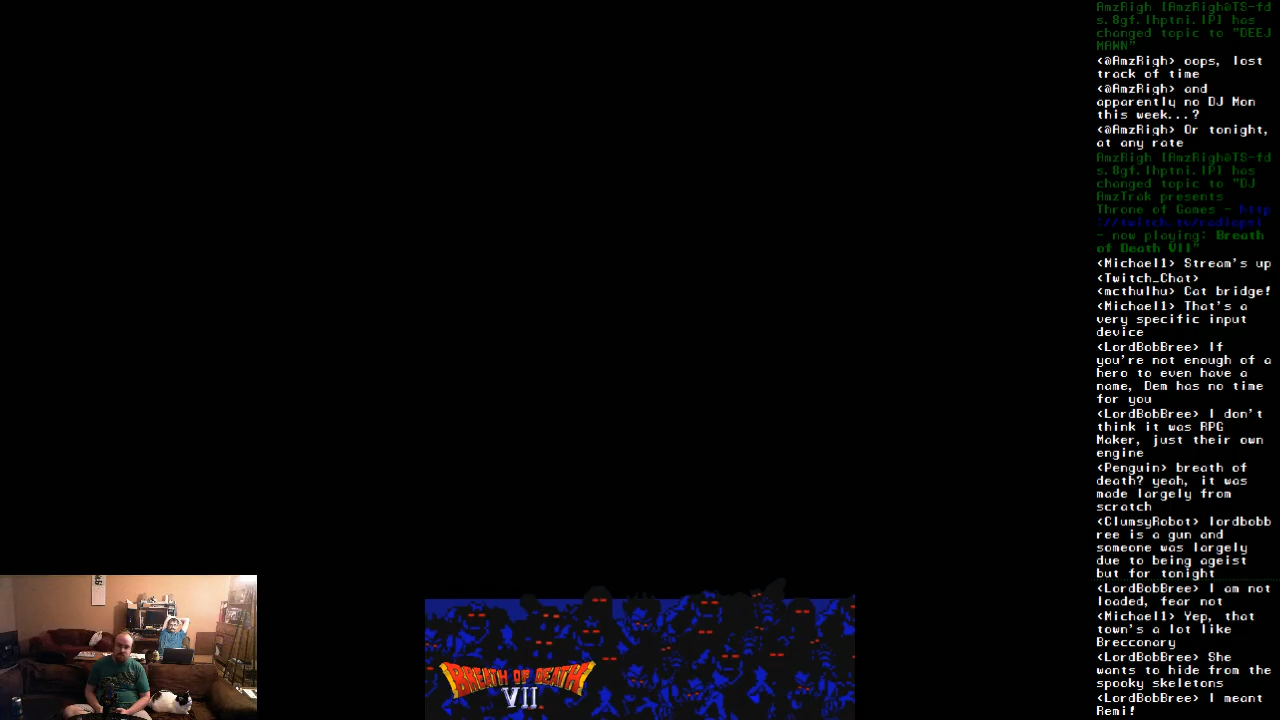 AmzRigh [AmzRigh@TS-fd
s.8gf.lhptni.IP] has
changed topic to "DEEJ
MAWN"
<@AmzRigh> oops, lost
track of time
<@AmzRigh> and
apparently no DJ Mon
this week...?
<@AmzRigh> Or tonight,
at any rate
AmzRigh [AmzRigh@TS-fd
s.8gf.lhptni.IP] has
changed topic to "DJ
AmzTrak presents
Throne of Games - http
://twitch.tv/radiopsi
- now playing: Breath
of Death VII"
<Michael1> Stream's up
<Twitch_Chat>
<mcthulhu> Cat bridge!
<Michael1> That's a
very specific input
device
<LordBobBree> If
you're not enough of a
hero to even have a
name, Dem has no time
for you
<LordBobBree> I don't
think it was RPG
Maker, just their own
engine
<Penguin> breath of
death? yeah, it was
made largely from
scratch
<ClumsyRobot> lordbobb
ree is a gun and
someone was largely
due to being ageist
but for tonight
<LordBobBree> I am not
loaded, fear not
<Michael1> Yep, that
town's a lot like
Brecconary
<LordBobBree> She
wants to hide from the
spooky skeletons
<LordBobBree> I meant
Remi!
BREATH OF DEATH
VII